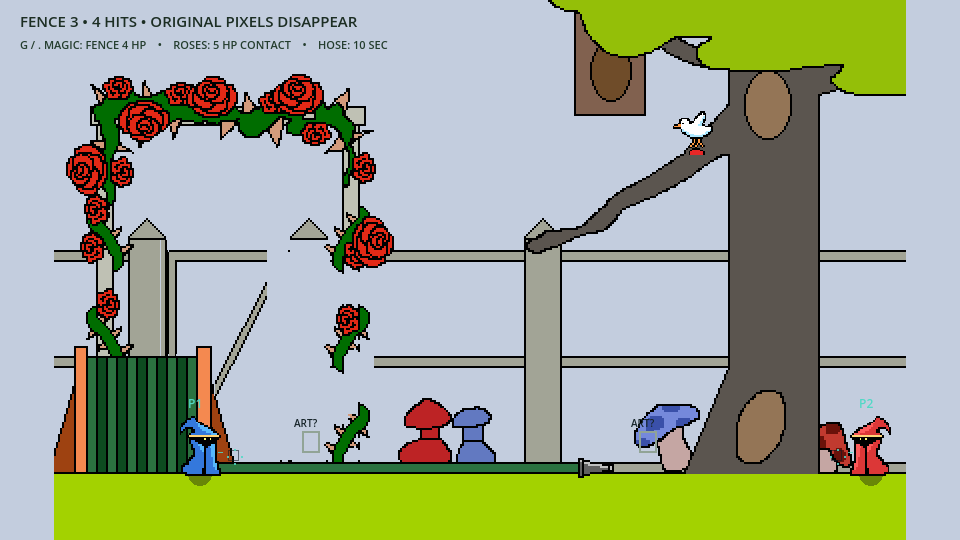 FENCE 3 • 4 HITS • ORIGINAL PIXELS DISAPPEAR
G / . MAGIC: FENCE 4 HP • ROSES: 5 HP CONTACT • HOSE: 10 SEC
P1
P2
ART?
ART?